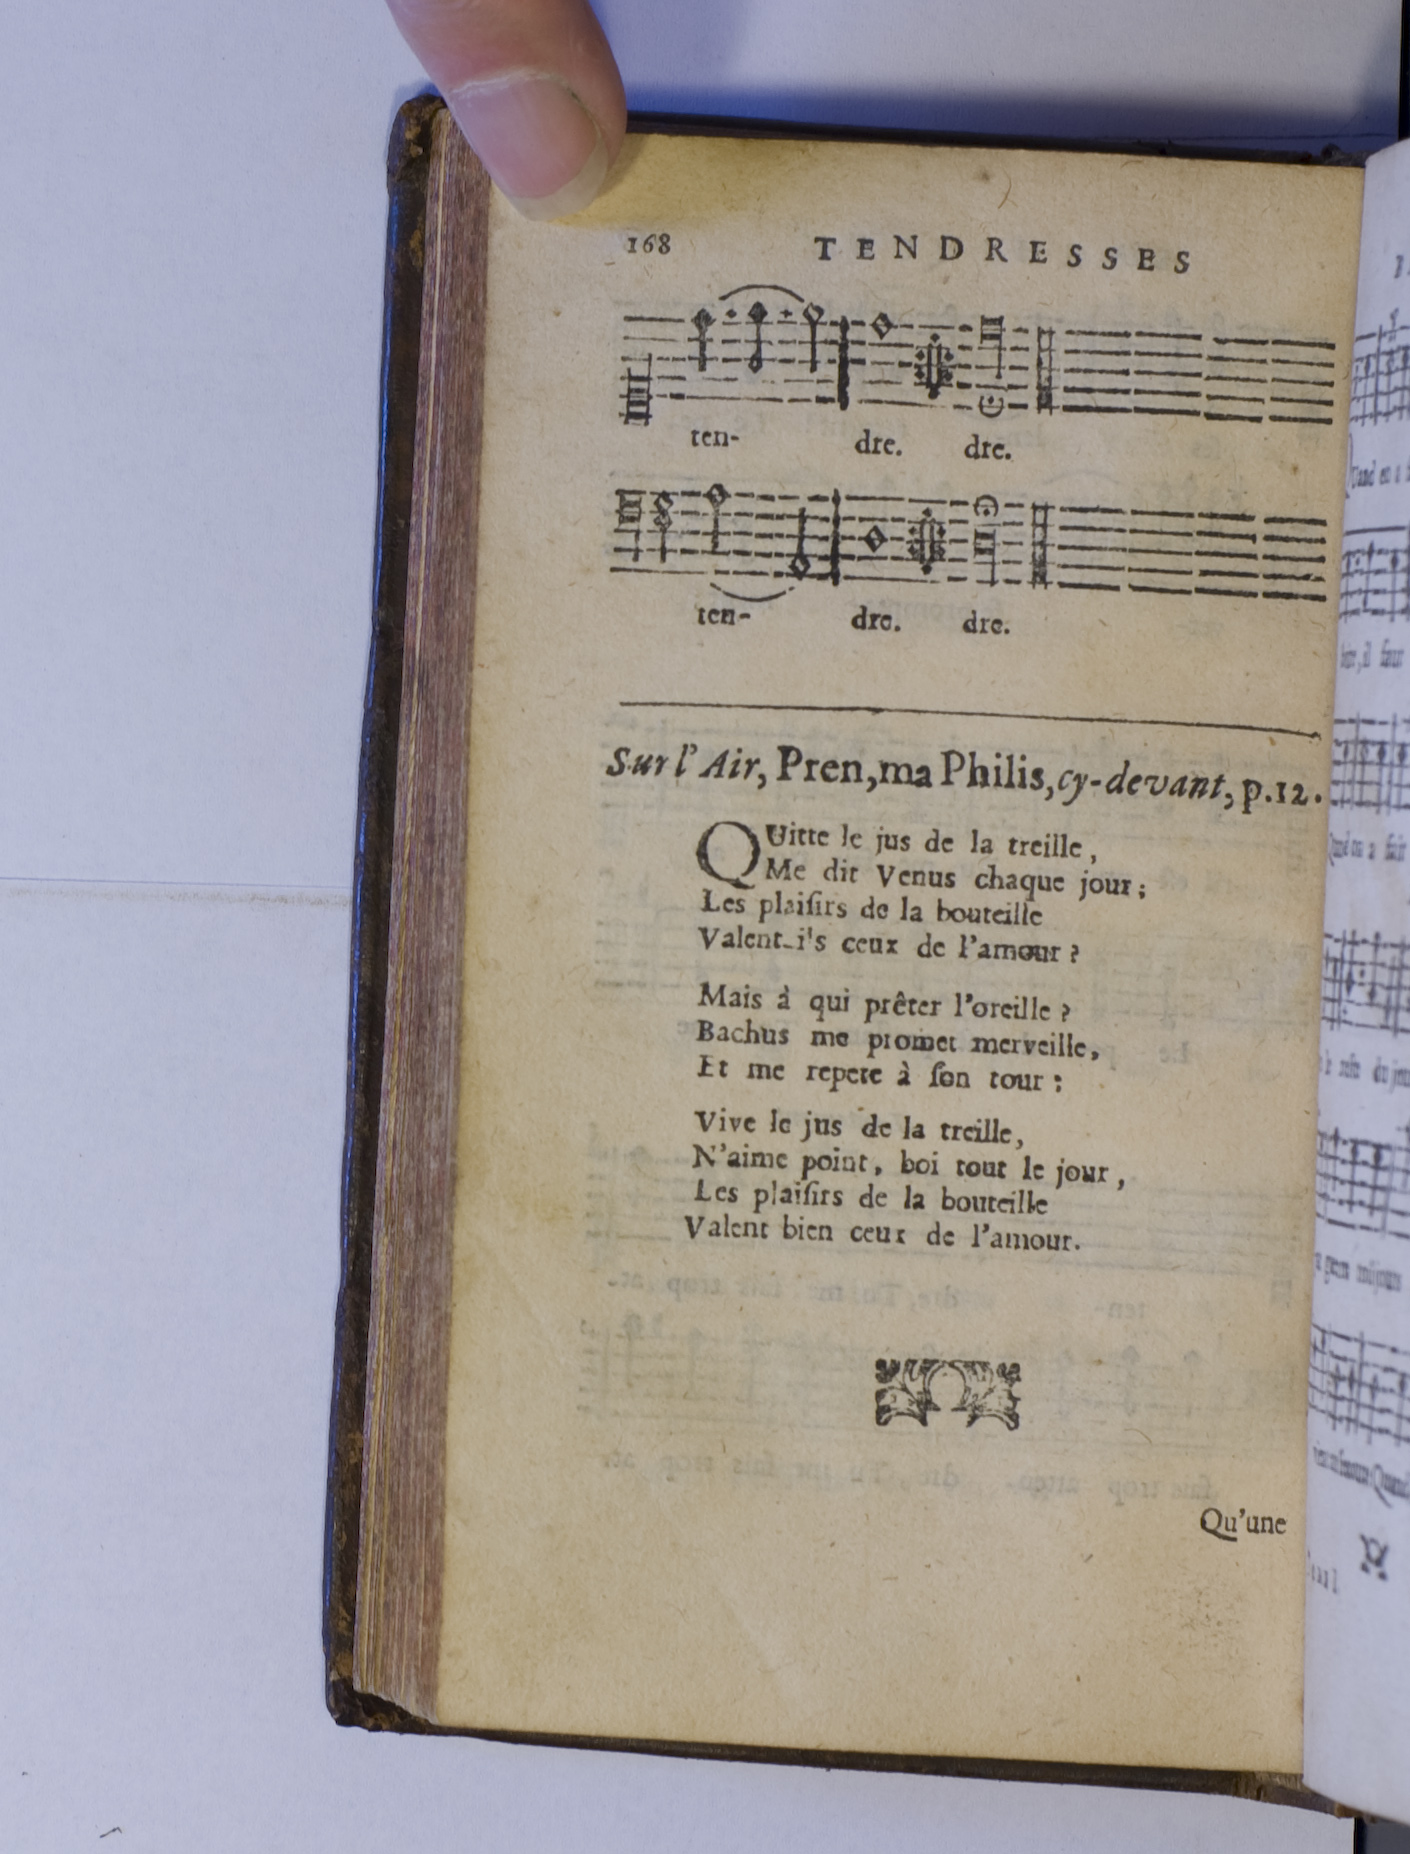 168 TENDRESSES
ten- dre. dre.
ten- dre. dre.
Sur l'Air, Pren, ma Philis, cy-devant, p. 12.
QUitte le jus de la treille,
Me dit Venus chaque jour;
Les plaiſirs de la bouteille
Valent-i's ceux de l'amour?
Mais à qui prêter l'oreille?
Bachus me promet merveille,
Et me repete à ſon tour:
Vive le jus de la treille,
N'aime point, boi tout le jour,
Les plaiſirs de la bouteille
Valent bien ceux de l'amour.
Qu'une